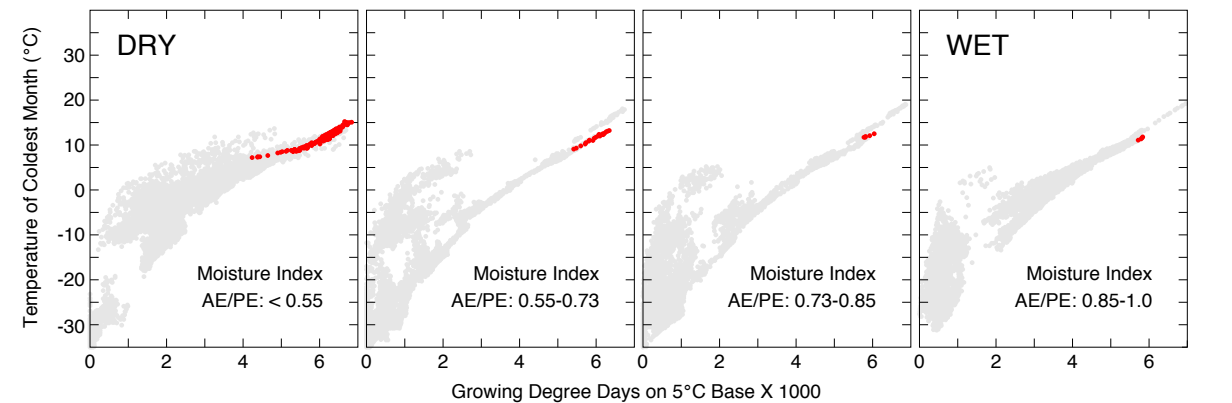 Temperature of Coldest Month (°C)
30
20
10
0
-10
-20
-30
DRY
WET
Moisture Index
AE/PE: < 0.55
Moisture Index
AE/PE: 0.55-0.73
Moisture Index
AE/PE: 0.73-0.85
Moisture Index
AE/PE: 0.85-1.0
0 2 4 6 0 2 4 6 0 2 4 6 0 2 4 6
Growing Degree Days on 5°C Base X 1000